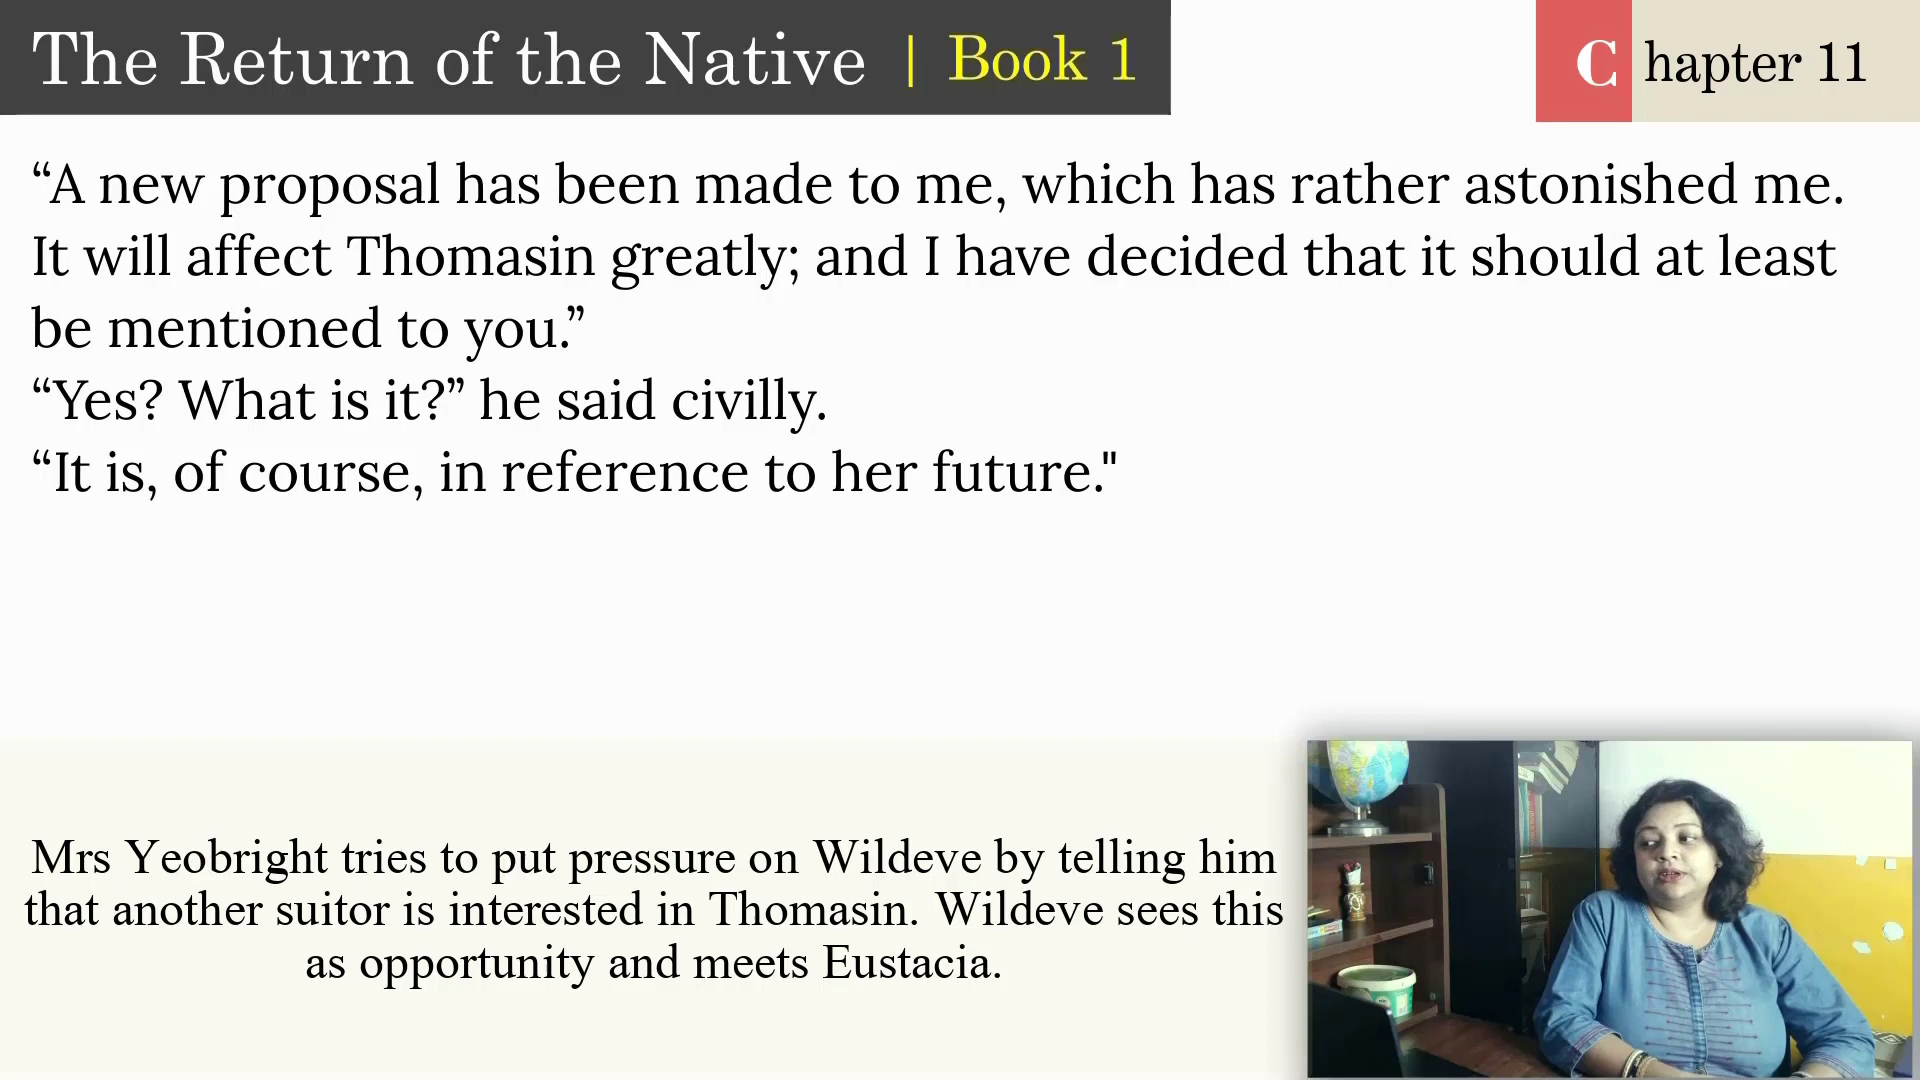 The Return of the Native | Book 1
Chapter 11
“A new proposal has been made to me, which has rather astonished me.
It will affect Thomasin greatly; and I have decided that it should at least
be mentioned to you.”
“Yes? What is it?” he said civilly.
“It is, of course, in reference to her future."
Mrs Yeobright tries to put pressure on Wildeve by telling him
that another suitor is interested in Thomasin. Wildeve sees this
as opportunity and meets Eustacia.